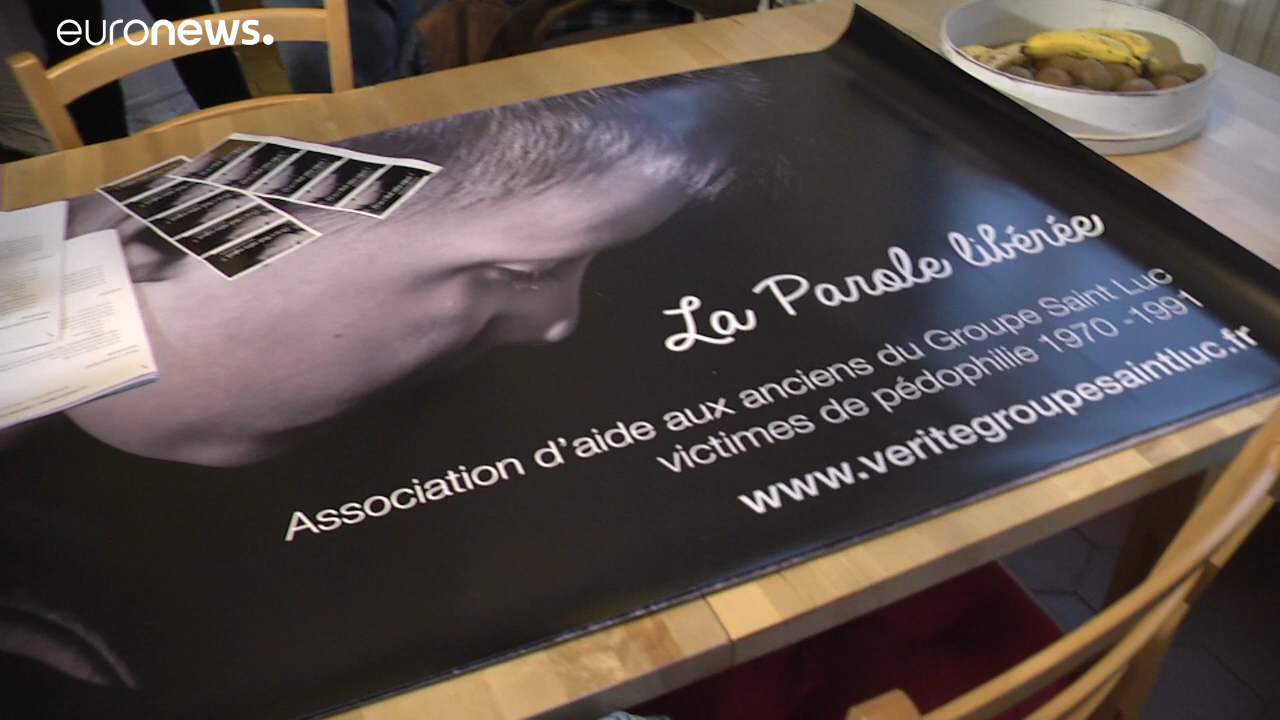 euronews.
La Parole libérée
Association d'aide aux anciens du Groupe Saint Luc
victimes de pédophilie 1970 -1991
www.veritegroupesaintluc.fr